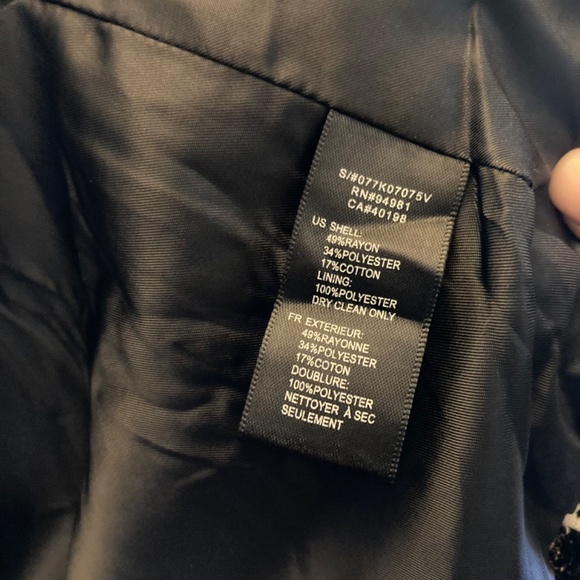 S/#077K07075V
RN#94981
CA#40198
US SHELL:
49%RAYON
34%POLYESTER
17%COTTON
LINING:
100%POLYESTER
DRY CLEAN ONLY
FR EXTERIEUR:
49%RAYONNE
34%POLYESTER
17%COTON
DOUBLURE:
100%POLYESTER
NETTOYER À SEC
SEULEMENT